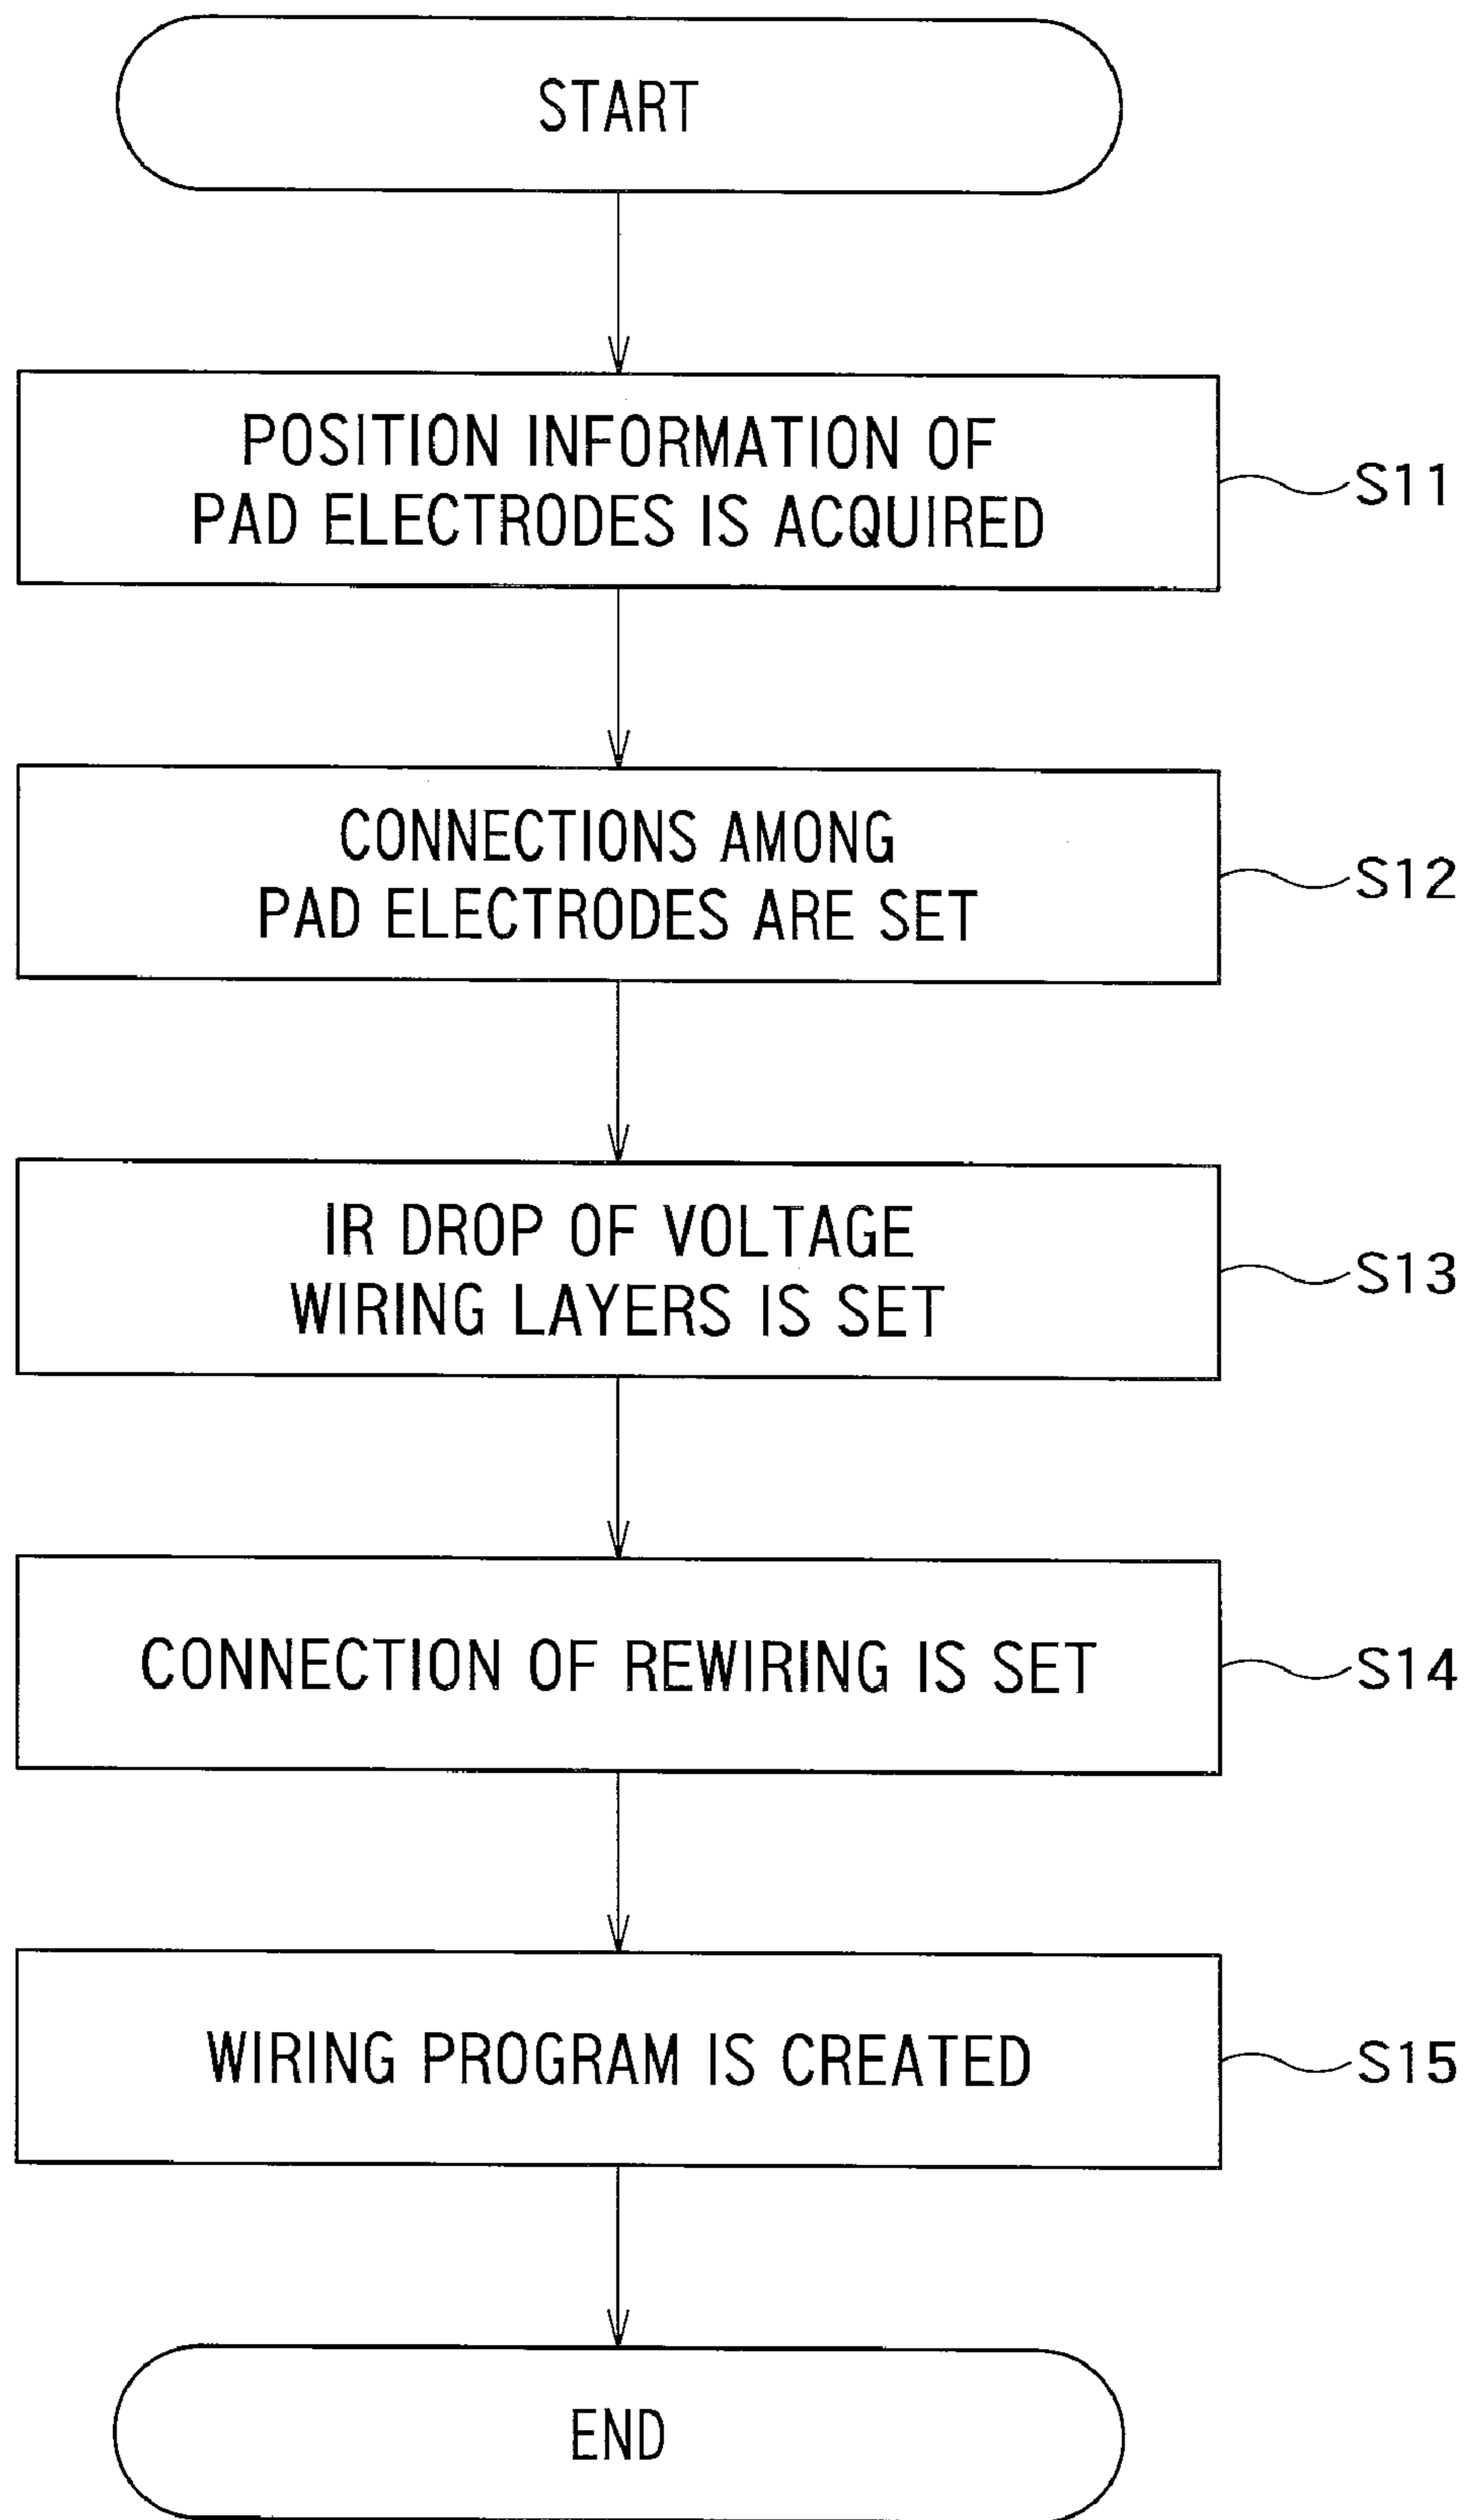 START
POSITION INFORMATION OF
PAD ELECTRODES IS ACQUIRED
S11
CONNECTIONS AMONG
PAD ELECTRODES ARE SET
S12
IR DROP OF VOLTAGE
WIRING LAYERS IS SET
S13
CONNECTION OF REWIRING IS SET
S14
WIRING PROGRAM IS CREATED
S15
END